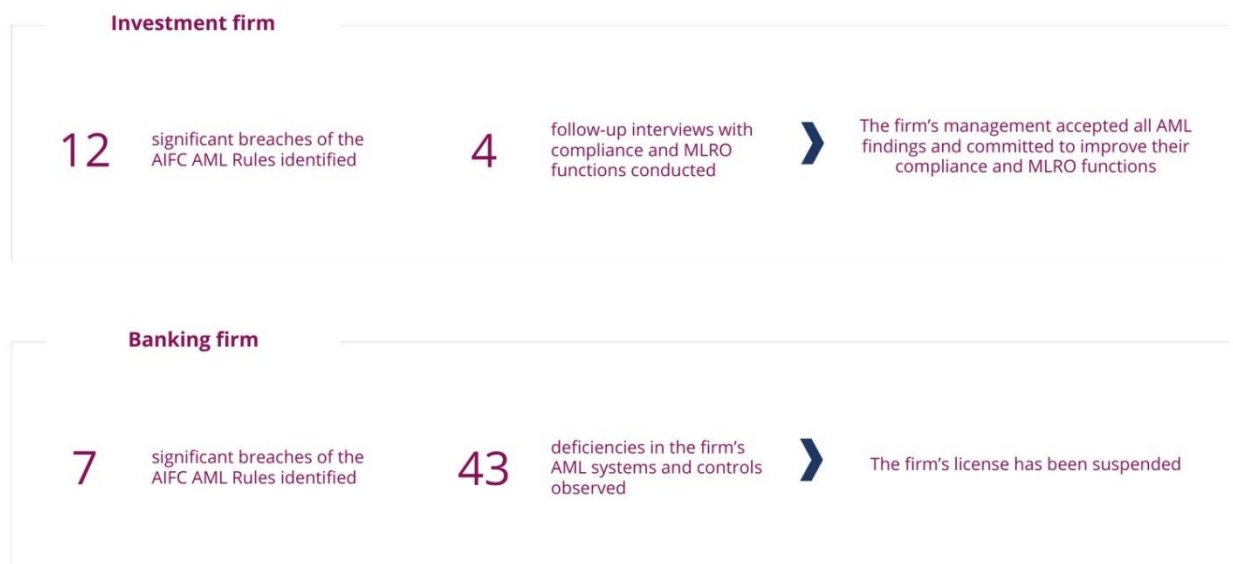 Investment firm
12
significant breaches of the
AIFC AML Rules identified
4
follow-up interviews with
compliance and MLRO
functions conducted
The firm’s management accepted all AML
findings and committed to improve their
compliance and MLRO functions
Banking firm
7
significant breaches of the
AIFC AML Rules identified
43
deficiencies in the firm’s
AML systems and controls
observed
The firm’s license has been suspended